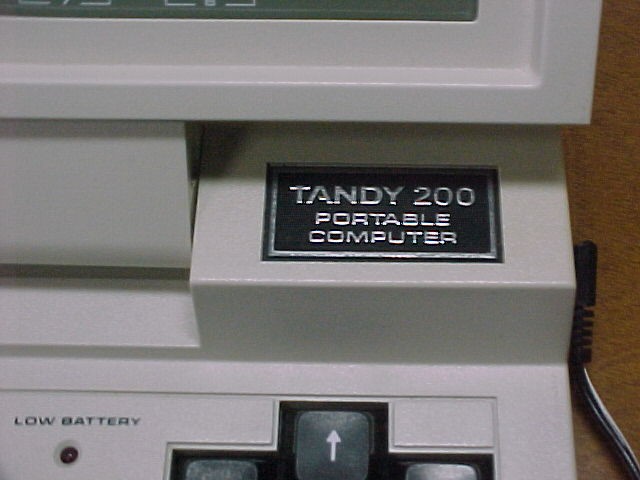 TANDY 200
PORTABLE
COMPUTER
LOW BATTERY
↑